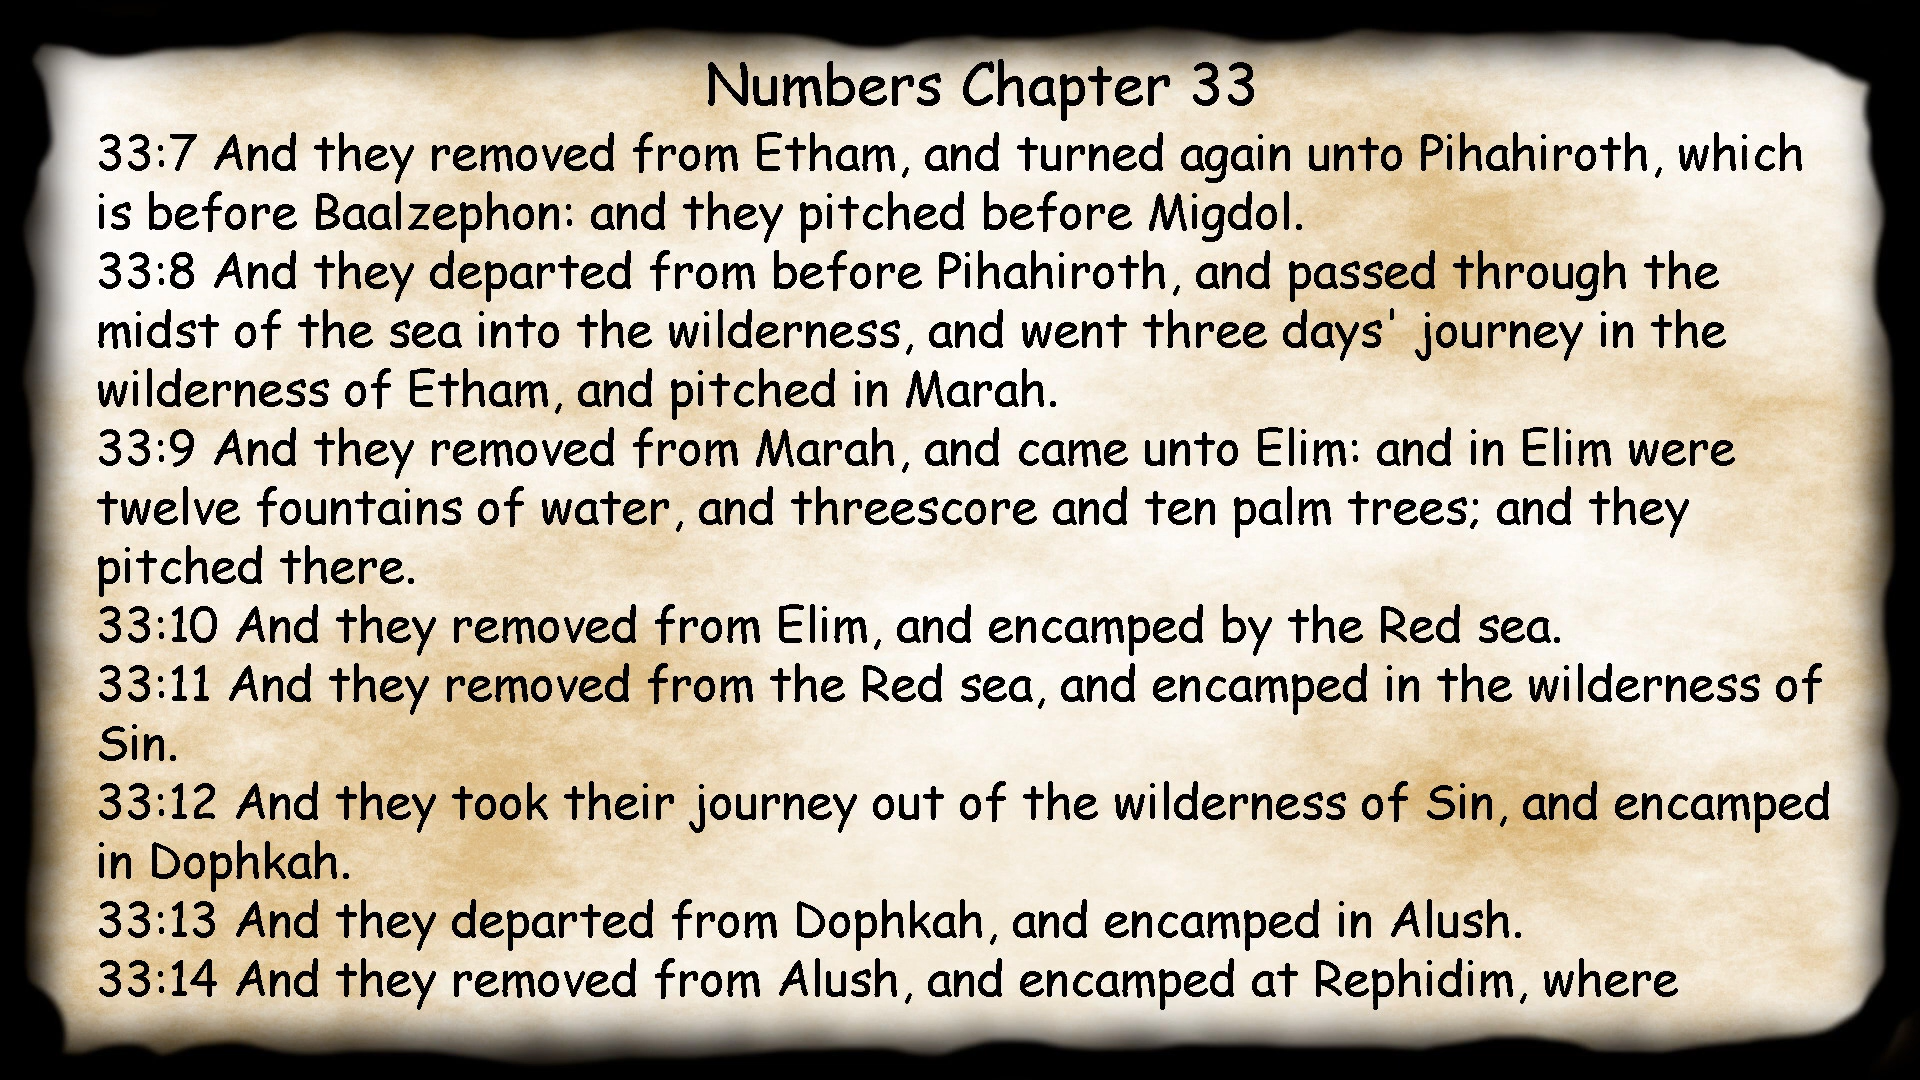 Numbers Chapter 33
33:7 And they removed from Etham, and turned again unto Pihahiroth, which
is before Baalzephon: and they pitched before Migdol.
33:8 And they departed from before Pihahiroth, and passed through the
midst of the sea into the wilderness, and went three days' journey in the
wilderness of Etham, and pitched in Marah.
33:9 And they removed from Marah, and came unto Elim: and in Elim were
twelve fountains of water, and threescore and ten palm trees; and they
pitched there.
33:10 And they removed from Elim, and encamped by the Red sea.
33:11 And they removed from the Red sea, and encamped in the wilderness of
Sin.
33:12 And they took their journey out of the wilderness of Sin, and encamped
in Dophkah.
33:13 And they departed from Dophkah, and encamped in Alush.
33:14 And they removed from Alush, and encamped at Rephidim, where